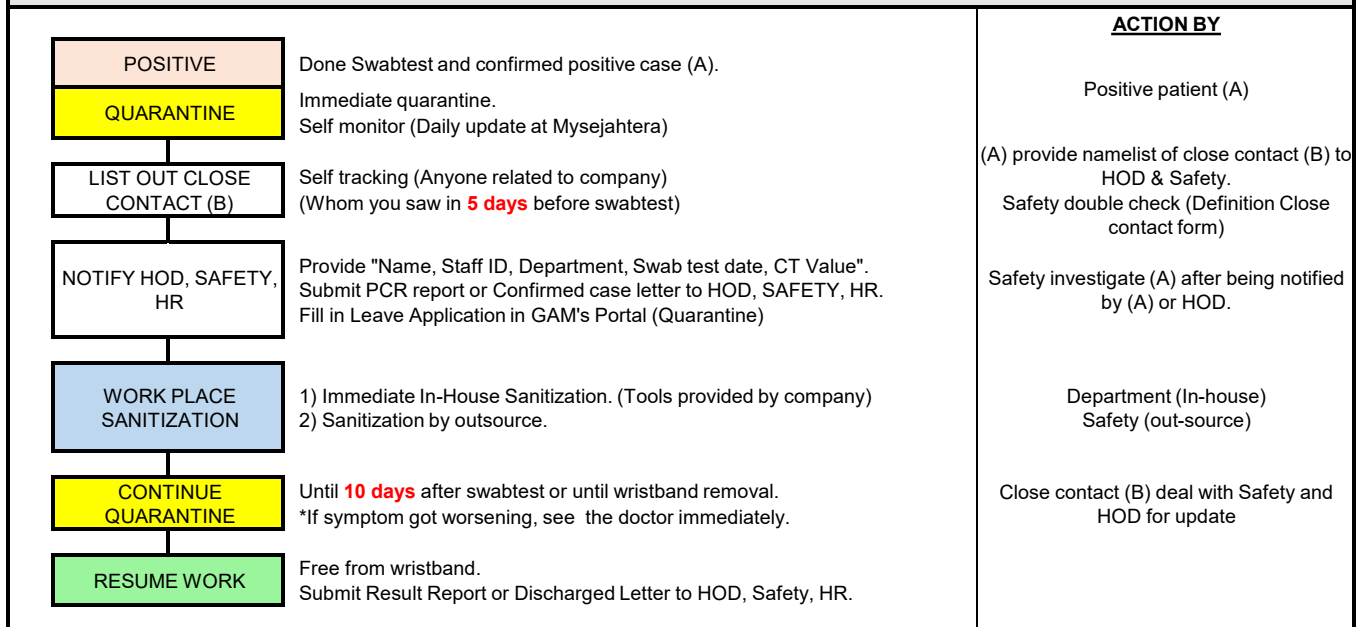 ACTION BY
POSITIVE
Done Swabtest and confirmed positive case (A).
QUARANTINE
Immediate quarantine.
Self monitor (Daily update at Mysejahtera)
Positive patient (A)
LIST OUT CLOSE
CONTACT (B)
Self tracking (Anyone related to company)
(Whom you saw in 5 days before swabtest)
(A) provide namelist of close contact (B) to
HOD & Safety.
Safety double check (Definition Close
contact form)
NOTIFY HOD, SAFETY,
HR
Provide "Name, Staff ID, Department, Swab test date, CT Value".
Submit PCR report or Confirmed case letter to HOD, SAFETY, HR.
Fill in Leave Application in GAM's Portal (Quarantine)
Safety investigate (A) after being notified
by (A) or HOD.
WORK PLACE
SANITIZATION
1) Immediate In-House Sanitization. (Tools provided by company)
2) Sanitization by outsource.
Department (In-house)
Safety (out-source)
CONTINUE
QUARANTINE
Until 10 days after swabtest or until wristband removal.
*If symptom got worsening, see the doctor immediately.
Close contact (B) deal with Safety and
HOD for update
RESUME WORK
Free from wristband.
Submit Result Report or Discharged Letter to HOD, Safety, HR.